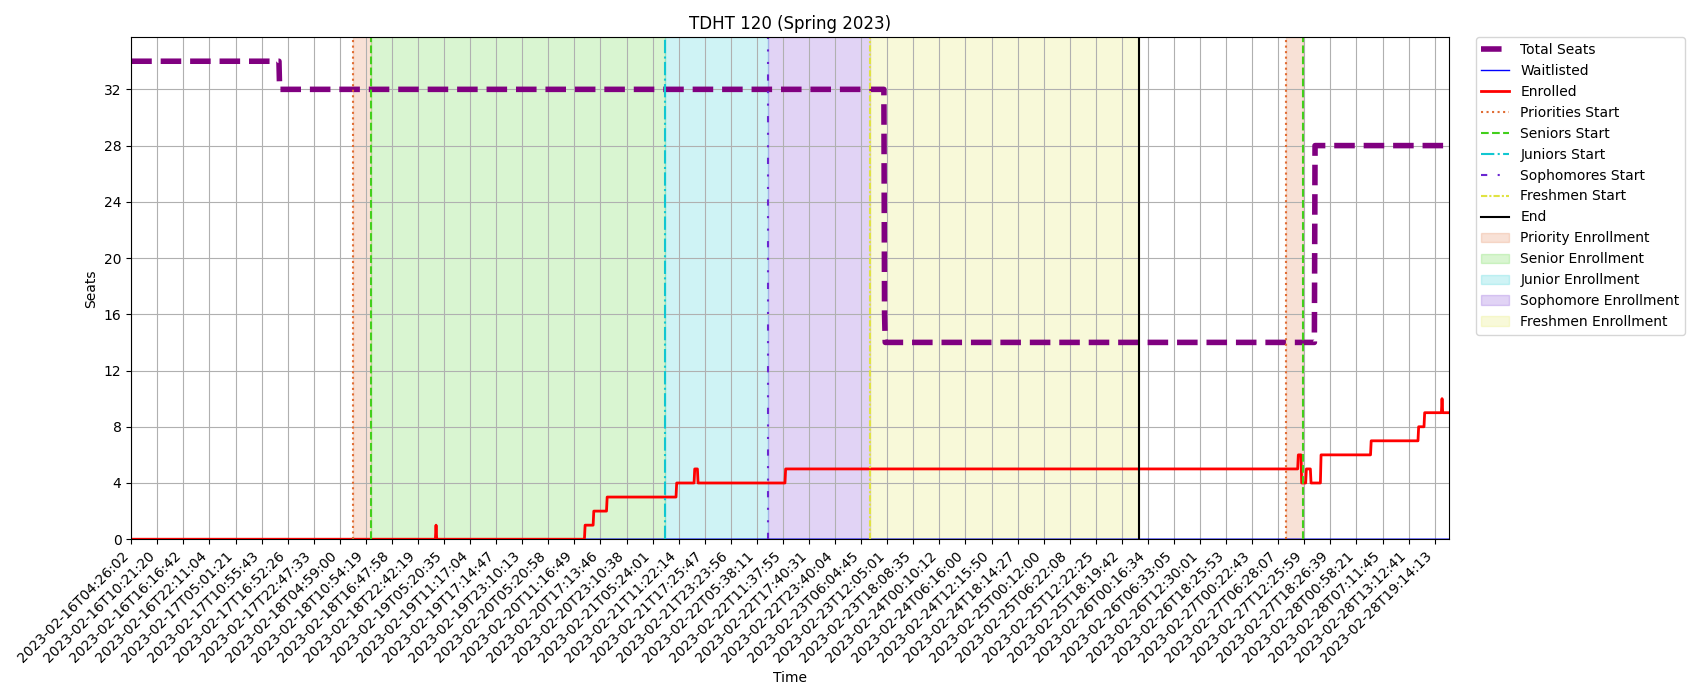 TDHT 120 (Spring 2023)
Seats
32
28
24
20
16
12
8
4
0
2023-02-16T04:26:02
2023-02-16T10:21:20
2023-02-16T16:16:42
2023-02-16T22:11:04
2023-02-17T05:01:21
2023-02-17T10:55:43
2023-02-17T16:52:26
2023-02-17T22:47:33
2023-02-18T04:59:00
2023-02-18T10:54:19
2023-02-18T16:47:58
2023-02-18T22:42:19
2023-02-19T05:20:35
2023-02-19T11:17:04
2023-02-19T17:14:47
2023-02-19T23:10:13
2023-02-20T05:20:58
2023-02-20T11:16:49
2023-02-20T17:13:46
2023-02-20T23:10:38
2023-02-21T05:24:01
2023-02-21T11:22:14
2023-02-21T17:25:47
2023-02-21T23:23:56
2023-02-22T05:38:11
2023-02-22T11:37:55
2023-02-22T17:40:31
2023-02-22T23:40:04
2023-02-23T06:04:45
2023-02-23T12:05:01
2023-02-23T18:08:35
2023-02-24T00:10:12
2023-02-24T06:16:00
2023-02-24T12:15:50
2023-02-24T18:14:27
2023-02-25T00:12:00
2023-02-25T06:22:08
2023-02-25T12:22:25
2023-02-25T18:19:42
2023-02-26T00:16:34
2023-02-26T06:33:05
2023-02-26T12:30:01
2023-02-26T18:25:53
2023-02-27T00:22:43
2023-02-27T06:28:07
2023-02-27T12:25:59
2023-02-27T18:26:39
2023-02-28T00:58:21
2023-02-28T07:11:45
2023-02-28T13:12:41
2023-02-28T19:14:13
Time
Total Seats
Waitlisted
Enrolled
Priorities Start
Seniors Start
Juniors Start
Sophomores Start
Freshmen Start
End
Priority Enrollment
Senior Enrollment
Junior Enrollment
Sophomore Enrollment
Freshmen Enrollment